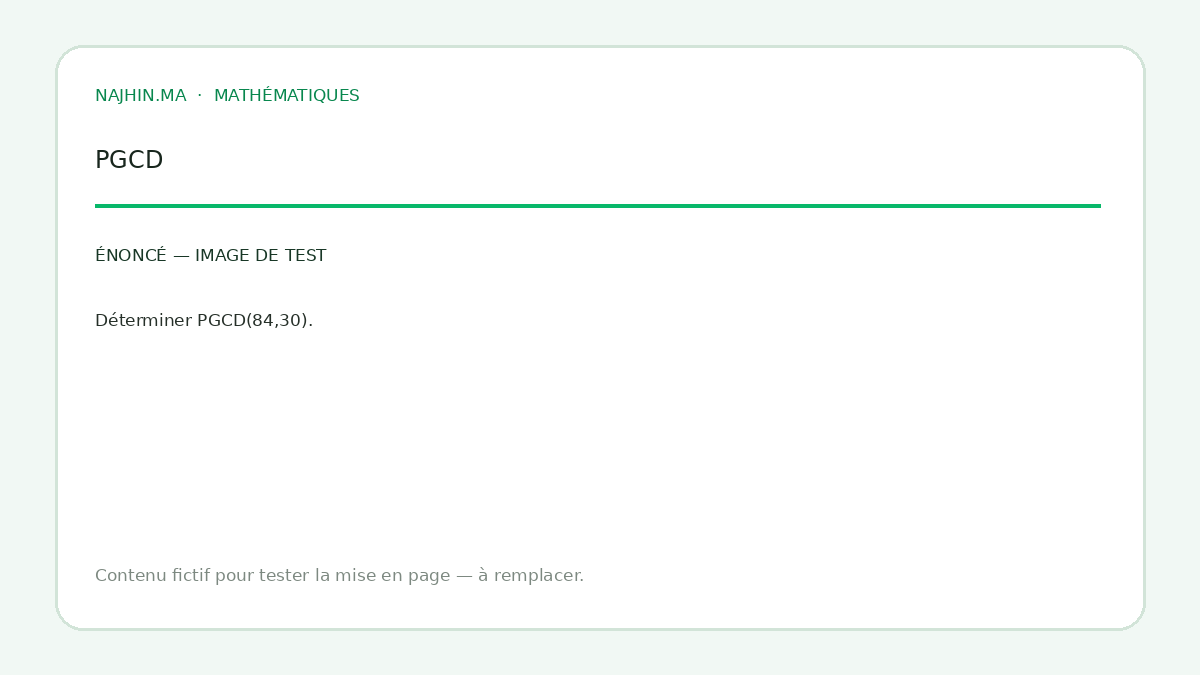 NAJHIN.MA · MATHÉMATIQUES
PGCD
ÉNONCÉ — IMAGE DE TEST
Déterminer PGCD(84,30).
Contenu fictif pour tester la mise en page — à remplacer.